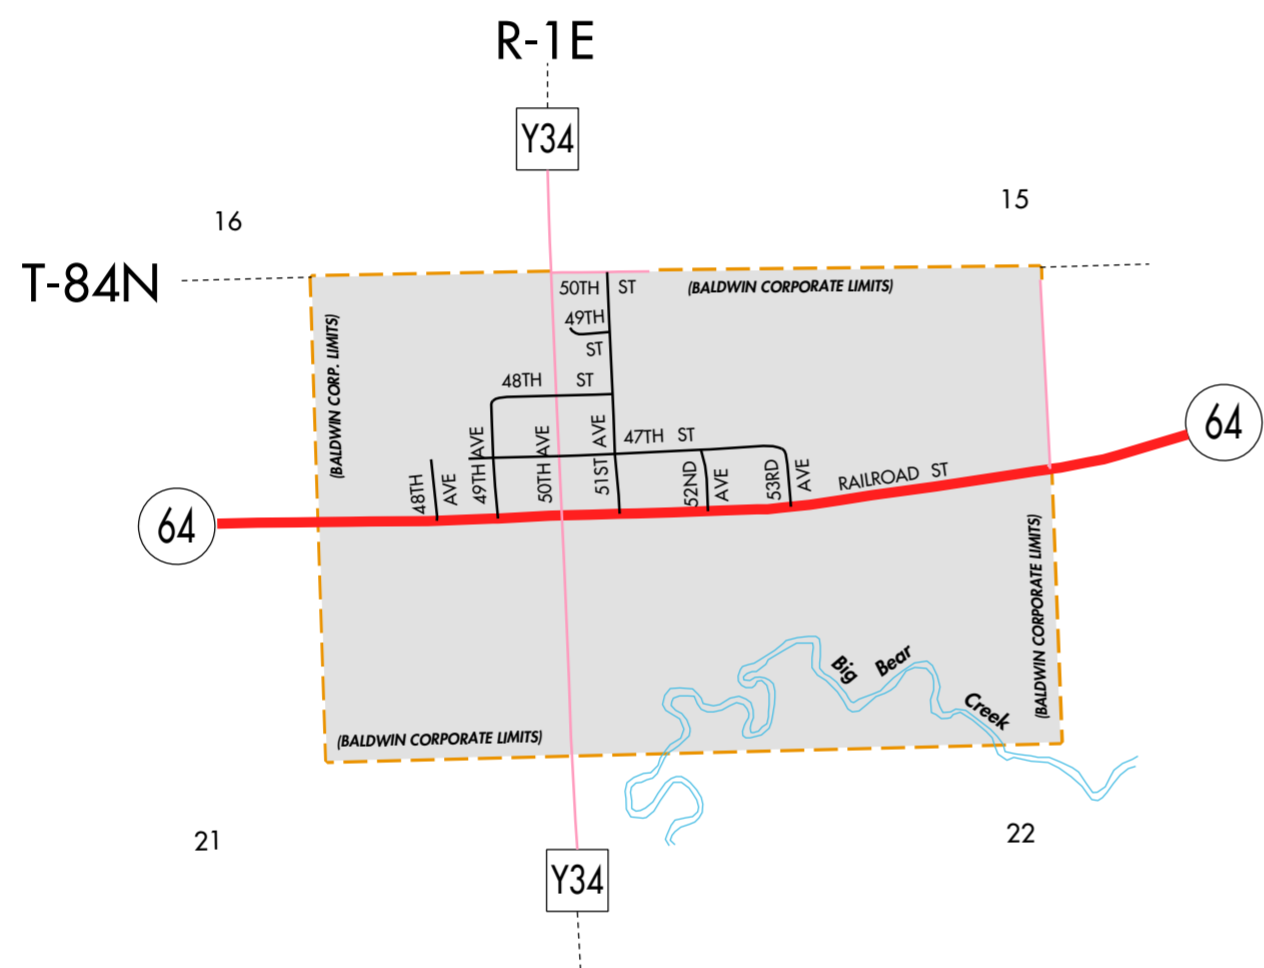 R-1E
Y34
16
15
T-84N
50TH ST
(BALDWIN CORPORATE LIMITS)
49TH
ST
(BALDWIN CORP. LIMITS)
48TH ST
47TH ST
48TH AVE
49TH AVE
50TH AVE
51ST AVE
52ND AVE
53RD AVE
RAILROAD ST
64
64
(BALDWIN CORPORATE LIMITS)
Big Bear Creek
(BALDWIN CORPORATE LIMITS)
21
22
Y34